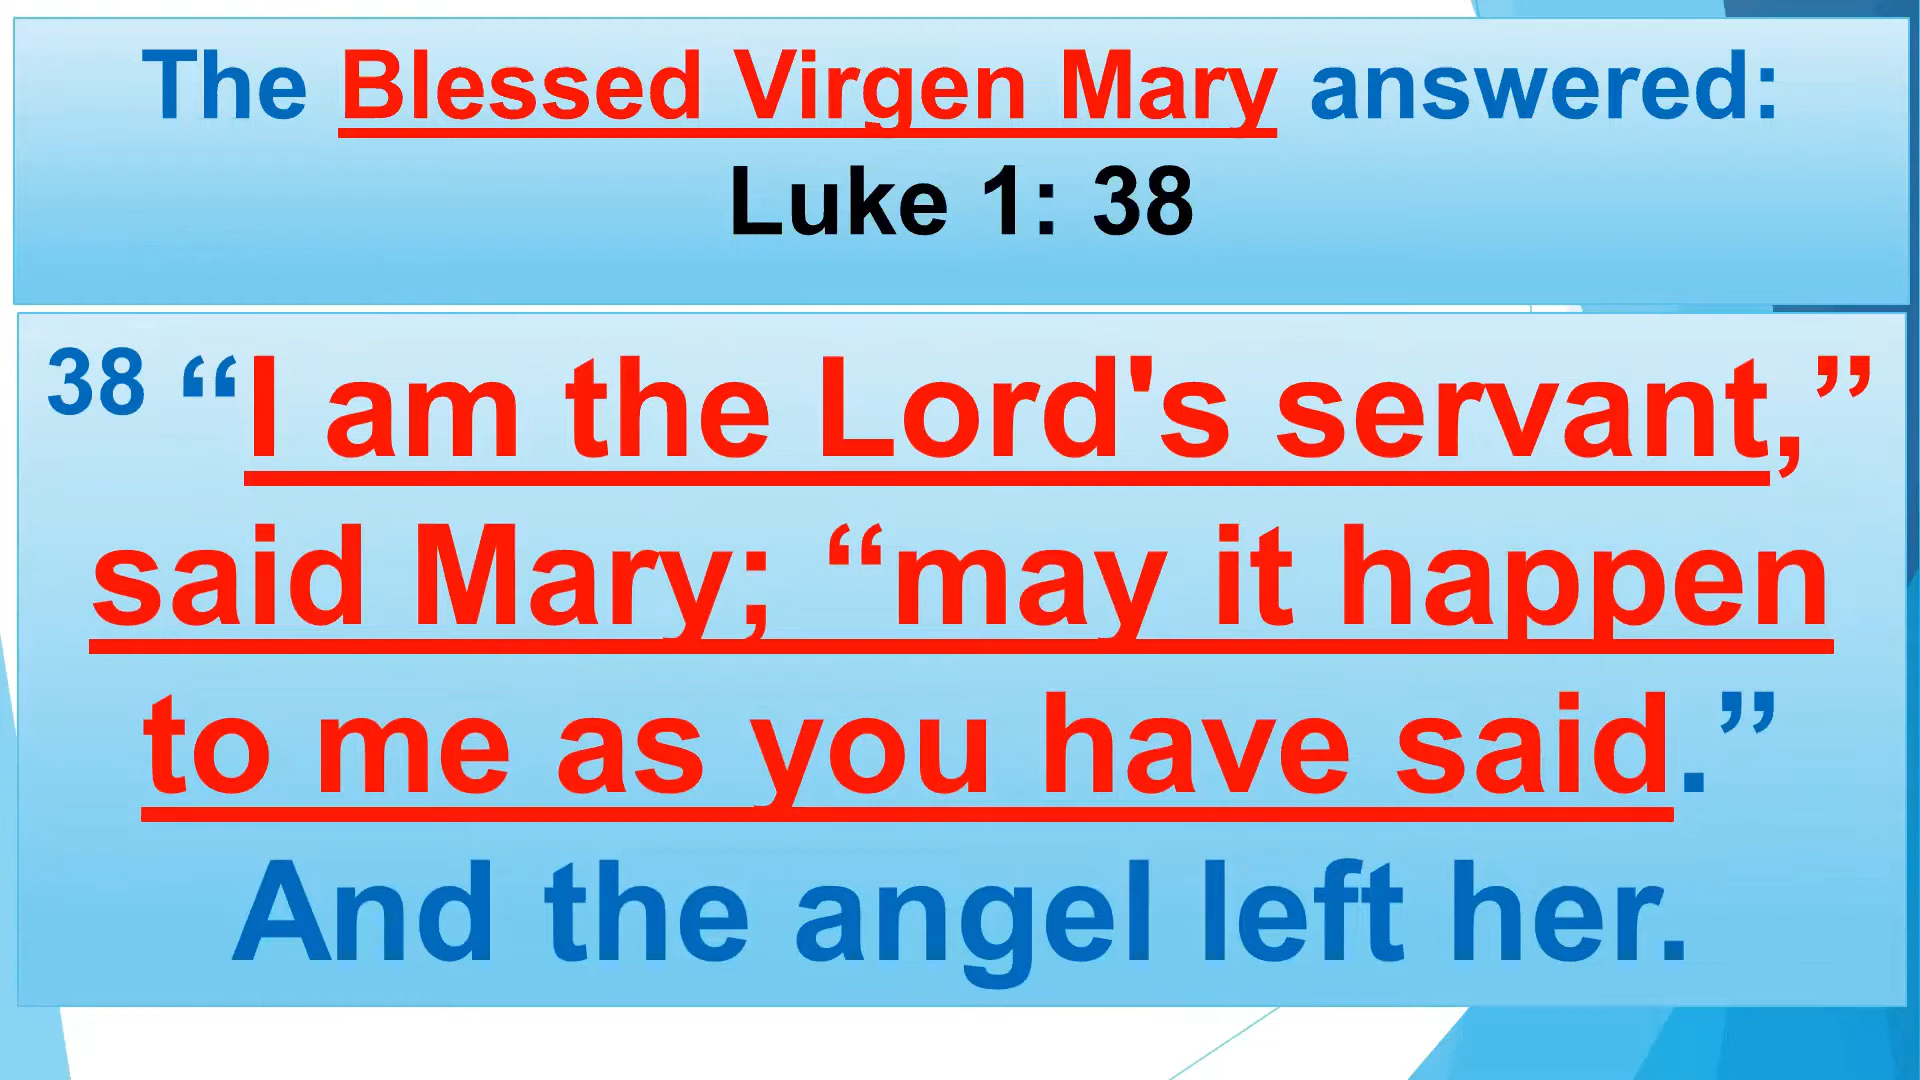 The Blessed Virgen Mary answered:
Luke 1: 38
38 “I am the Lord's servant,”
said Mary; “may it happen
to me as you have said.”
And the angel left her.